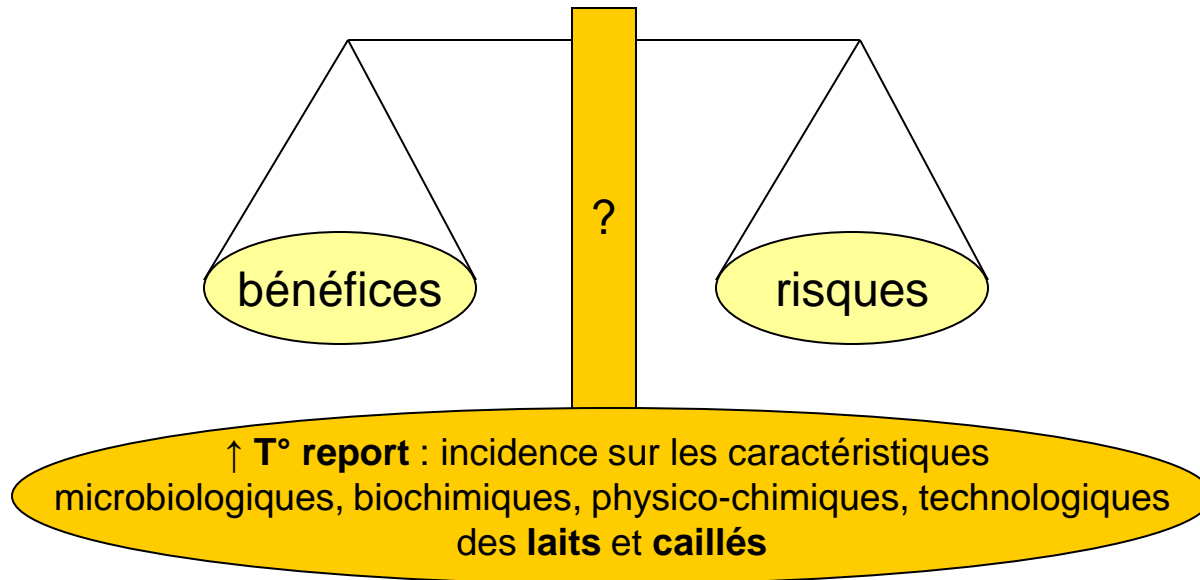 ?
bénéfices
risques
↑ T° report : incidence sur les caractéristiques
microbiologiques, biochimiques, physico-chimiques, technologiques
des laits et caillés